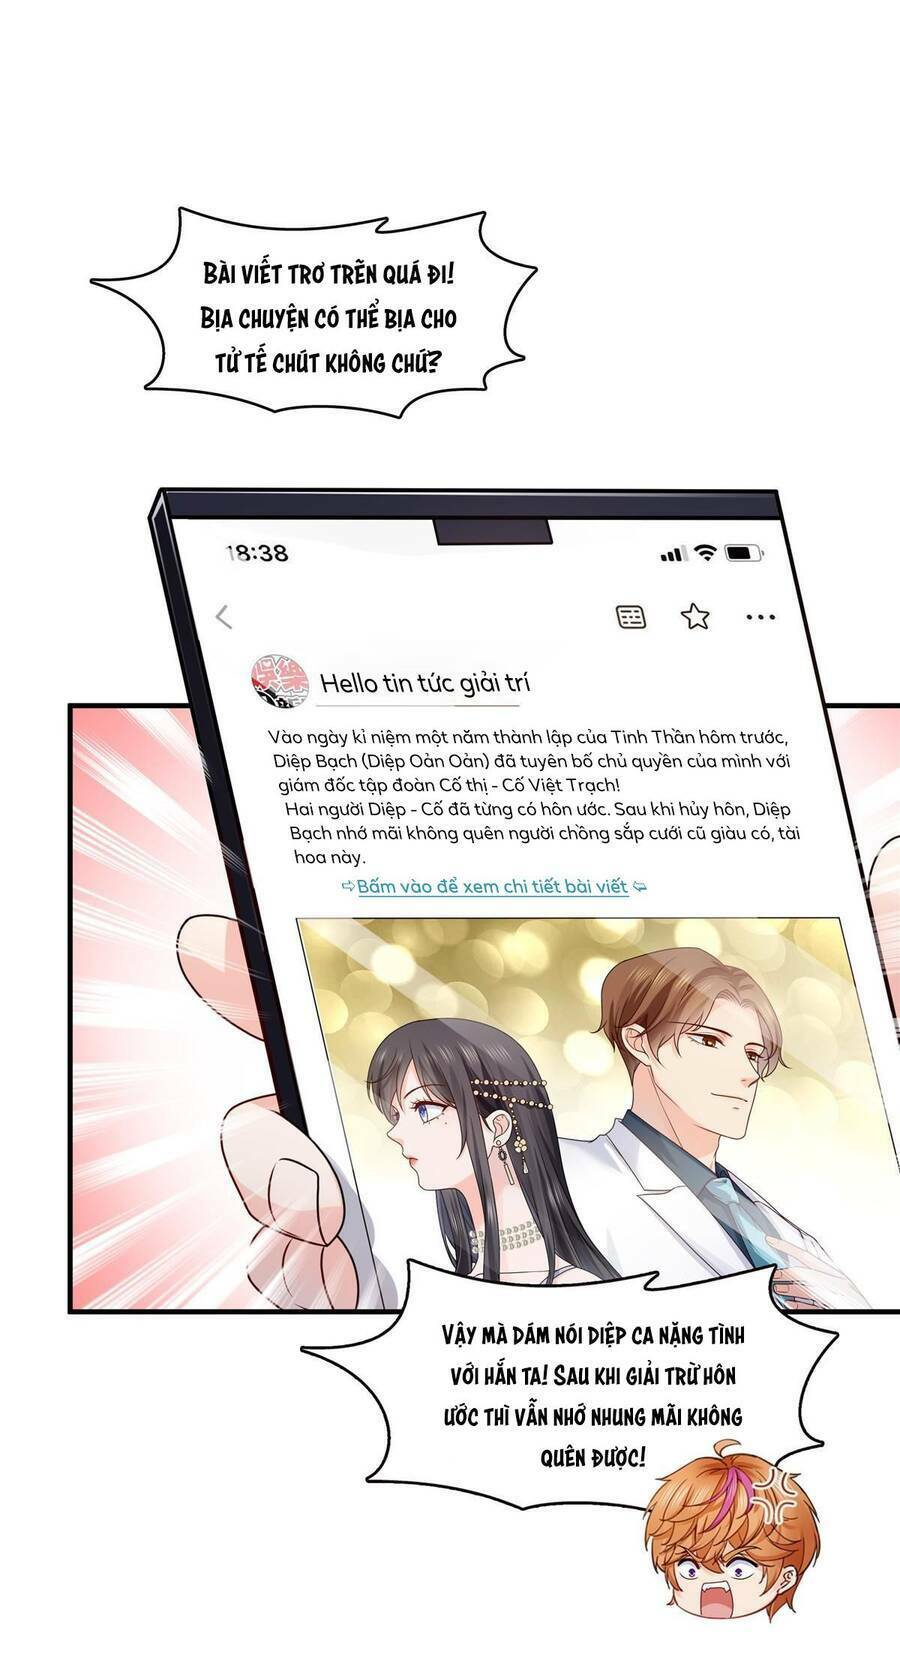 BÀI VIẾT TRƠ TRẼN QUÁ ĐI!
BỊA CHUYỆN CÓ THỂ BỊA CHO
TỬ TẾ CHÚT KHÔNG CHỨ?
18:38
娛樂
Hello tin tức giải trí
Vào ngày kỉ niệm một năm thành lập của Tinh Thần hôm trước,
Diệp Bạch (Diệp Oản Oản) đã tuyên bố chủ quyền của mình với
giám đốc tập đoàn Cố thị - Cố Việt Trạch!
Hai người Diệp - Cố đã từng có hôn ước. Sau khi hủy hôn, Diệp
Bạch nhớ mãi không quên người chồng sắp cưới cũ giàu có, tài
hoa này.
⇨Bấm vào để xem chi tiết bài viết⇦
VẬY MÀ DÁM NÓI DIỆP CA NẶNG TÌNH
VỚI HẮN TA! SAU KHI GIẢI TRỪ HÔN
ƯỚC THÌ VẪN NHỚ NHUNG MÃI KHÔNG
QUÊN ĐƯỢC!